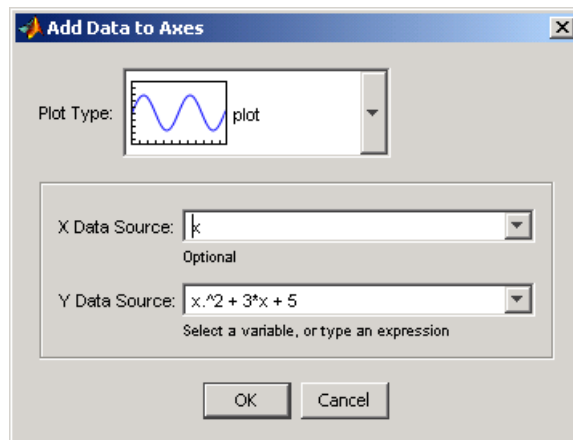 Add Data to Axes
Plot Type: plot
X Data Source: x
Optional
Y Data Source: x.^2 + 3*x + 5
Select a variable, or type an expression
OK Cancel